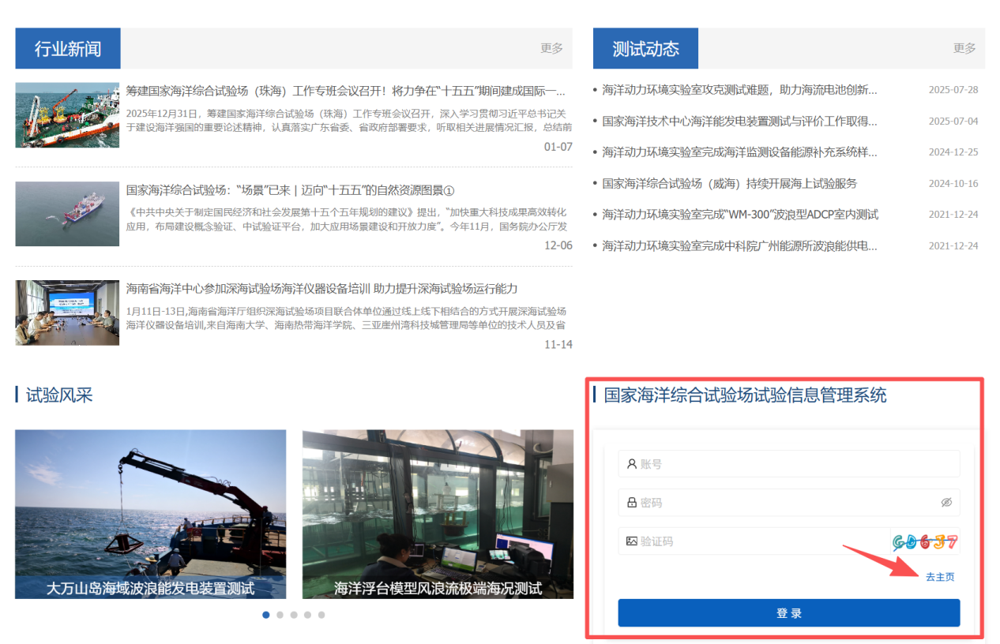 行业新闻
更多
筹建国家海洋综合试验场（珠海）工作专班会议召开！将力争在“十五五”期间建成国际一...
2025年12月31日，筹建国家海洋综合试验场（珠海）工作专班会议召开，深入学习贯彻习近平总书记关
于建设海洋强国的重要论述精神，认真落实广东省委、省政府部署要求，听取相关进展情况汇报，总结前
01-07
国家海洋综合试验场：“场景”已来 | 迈向“十五五”的自然资源图景①
《中共中央关于制定国民经济和社会发展第十五个五年规划的建议》提出，“加快重大科技成果高效转化
应用，布局建设概念验证、中试验证平台，加大应用场景建设和开放力度”。今年11月，国务院办公厅发
12-06
海南省海洋中心参加深海试验场海洋仪器设备培训 助力提升深海试验场运行能力
1月11日-13日,海南省海洋厅组织深海试验场项目联合体单位通过线上线下相结合的方式开展深海试验场
海洋仪器设备培训,来自海南大学、海南热带海洋学院、三亚崖州湾科技城管理局等单位的技术人员及省
11-14
测试动态
更多
• 海洋动力环境实验室攻克测试难题，助力海流电池创新... 2025-07-28
• 国家海洋技术中心海洋能发电装置测试与评价工作取得... 2025-07-04
• 海洋动力环境实验室完成海洋监测设备能源补充系统样... 2024-12-25
• 国家海洋综合试验场（威海）持续开展海上试验服务 2024-10-16
• 海洋动力环境实验室完成“WM-300”波浪型ADCP室内测试 2021-12-24
• 海洋动力环境实验室完成中科院广州能源所波浪能供电... 2021-12-24
试验风采
大万山岛海域波浪能发电装置测试
海洋浮台模型风浪流极端海况测试
国家海洋综合试验场试验信息管理系统
账号
密码
验证码
GD637
去主页
登 录